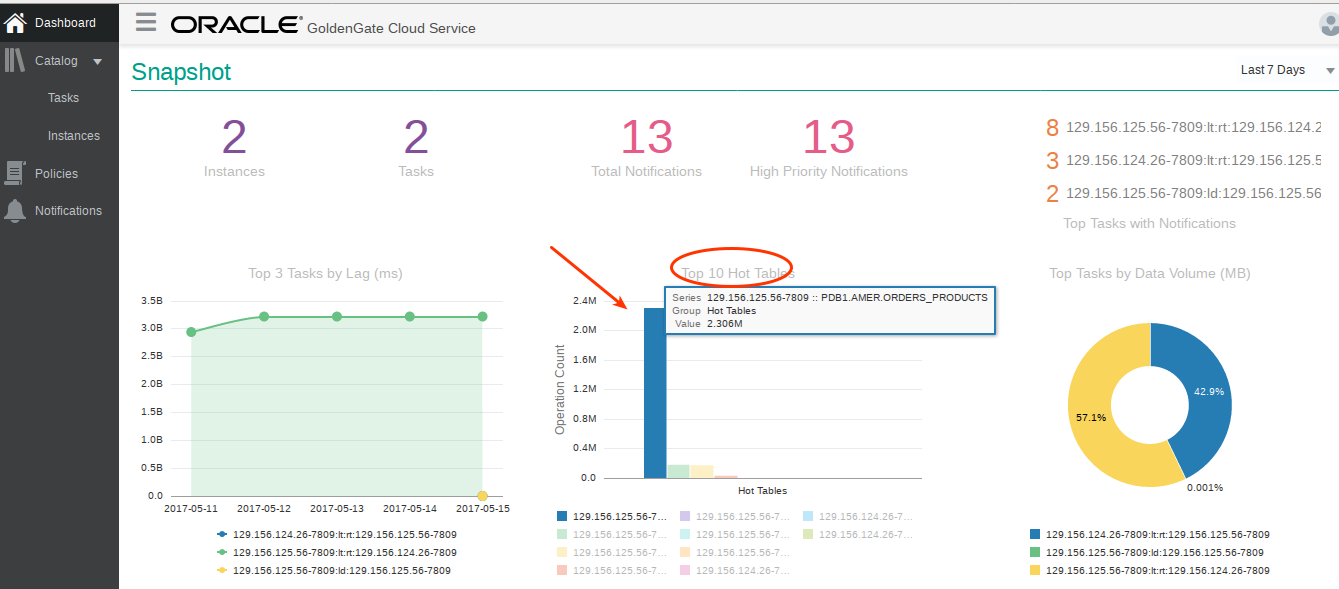 Dashboard
Catalog
Tasks
Instances
Policies
Notifications
ORACLE GoldenGate Cloud Service
Snapshot
Last 7 Days
2
Instances
2
Tasks
13
Total Notifications
13
High Priority Notifications
8 129.156.125.56-7809:lt:rt:129.156.124.2
3 129.156.124.26-7809:lt:rt:129.156.125.5
2 129.156.125.56-7809:ld:129.156.125.56
Top Tasks with Notifications
Top 3 Tasks by Lag (ms)
3.5B
3.0B
2.5B
2.0B
1.5B
1.0B
0.5B
0.0
2017-05-11 2017-05-12 2017-05-13 2017-05-14 2017-05-15
129.156.124.26-7809:lt:rt:129.156.125.56-7809
129.156.125.56-7809:lt:rt:129.156.124.26-7809
129.156.125.56-7809:ld:129.156.125.56-7809
Top 10 Hot Tables
Series 129.156.125.56-7809 :: PDB1.AMER.ORDERS_PRODUCTS
Group Hot Tables
Value 2.306M
Operation Count
2.4M
2.0M
1.6M
1.2M
0.8M
0.4M
0.0
Hot Tables
129.156.125.56-7... 129.156.125.56-7... 129.156.124.26-7...
129.156.125.56-7... 129.156.125.56-7... 129.156.124.26-7...
129.156.125.56-7... 129.156.125.56-7...
129.156.125.56-7... 129.156.124.26-7...
Top Tasks by Data Volume (MB)
42.9%
57.1%
0.001%
129.156.124.26-7809:lt:rt:129.156.125.56-7809
129.156.125.56-7809:ld:129.156.125.56-7809
129.156.125.56-7809:lt:rt:129.156.124.26-7809